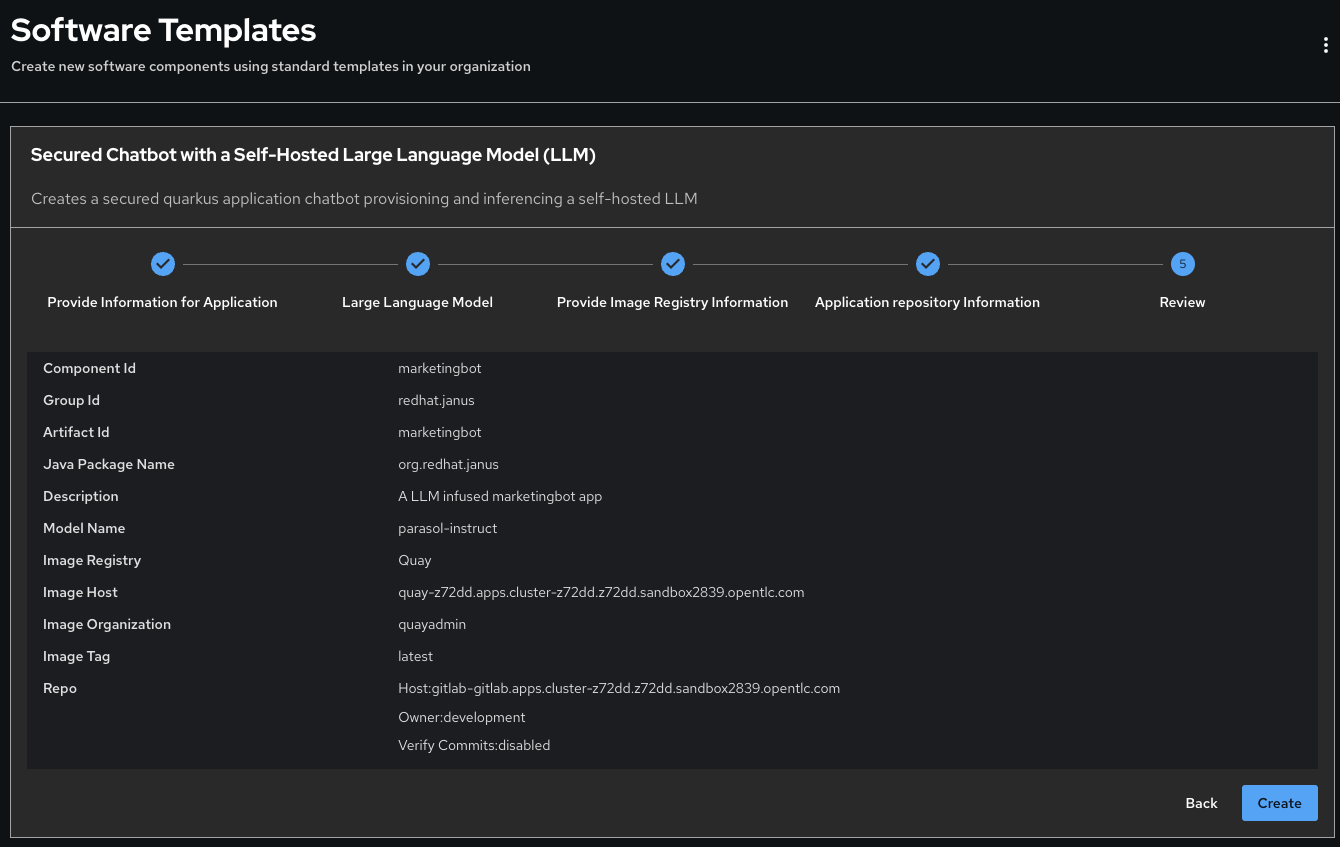 Software Templates
Create new software components using standard templates in your organization
Secured Chatbot with a Self-Hosted Large Language Model (LLM)
Creates a secured quarkus application chatbot provisioning and inferencing a self-hosted LLM
5
Provide Information for Application Large Language Model Provide Image Registry Information Application repository Information Review
Component Id marketingbot
Group Id redhat.janus
Artifact Id marketingbot
Java Package Name org.redhat.janus
Description A LLM infused marketingbot app
Model Name parasol-instruct
Image Registry Quay
Image Host quay-z72dd.apps.cluster-z72dd.z72dd.sandbox2839.opentlc.com
Image Organization quayadmin
Image Tag latest
Repo Host:gitlab-gitlab.apps.cluster-z72dd.z72dd.sandbox2839.opentlc.com
Owner:development
Verify Commits:disabled
Back Create